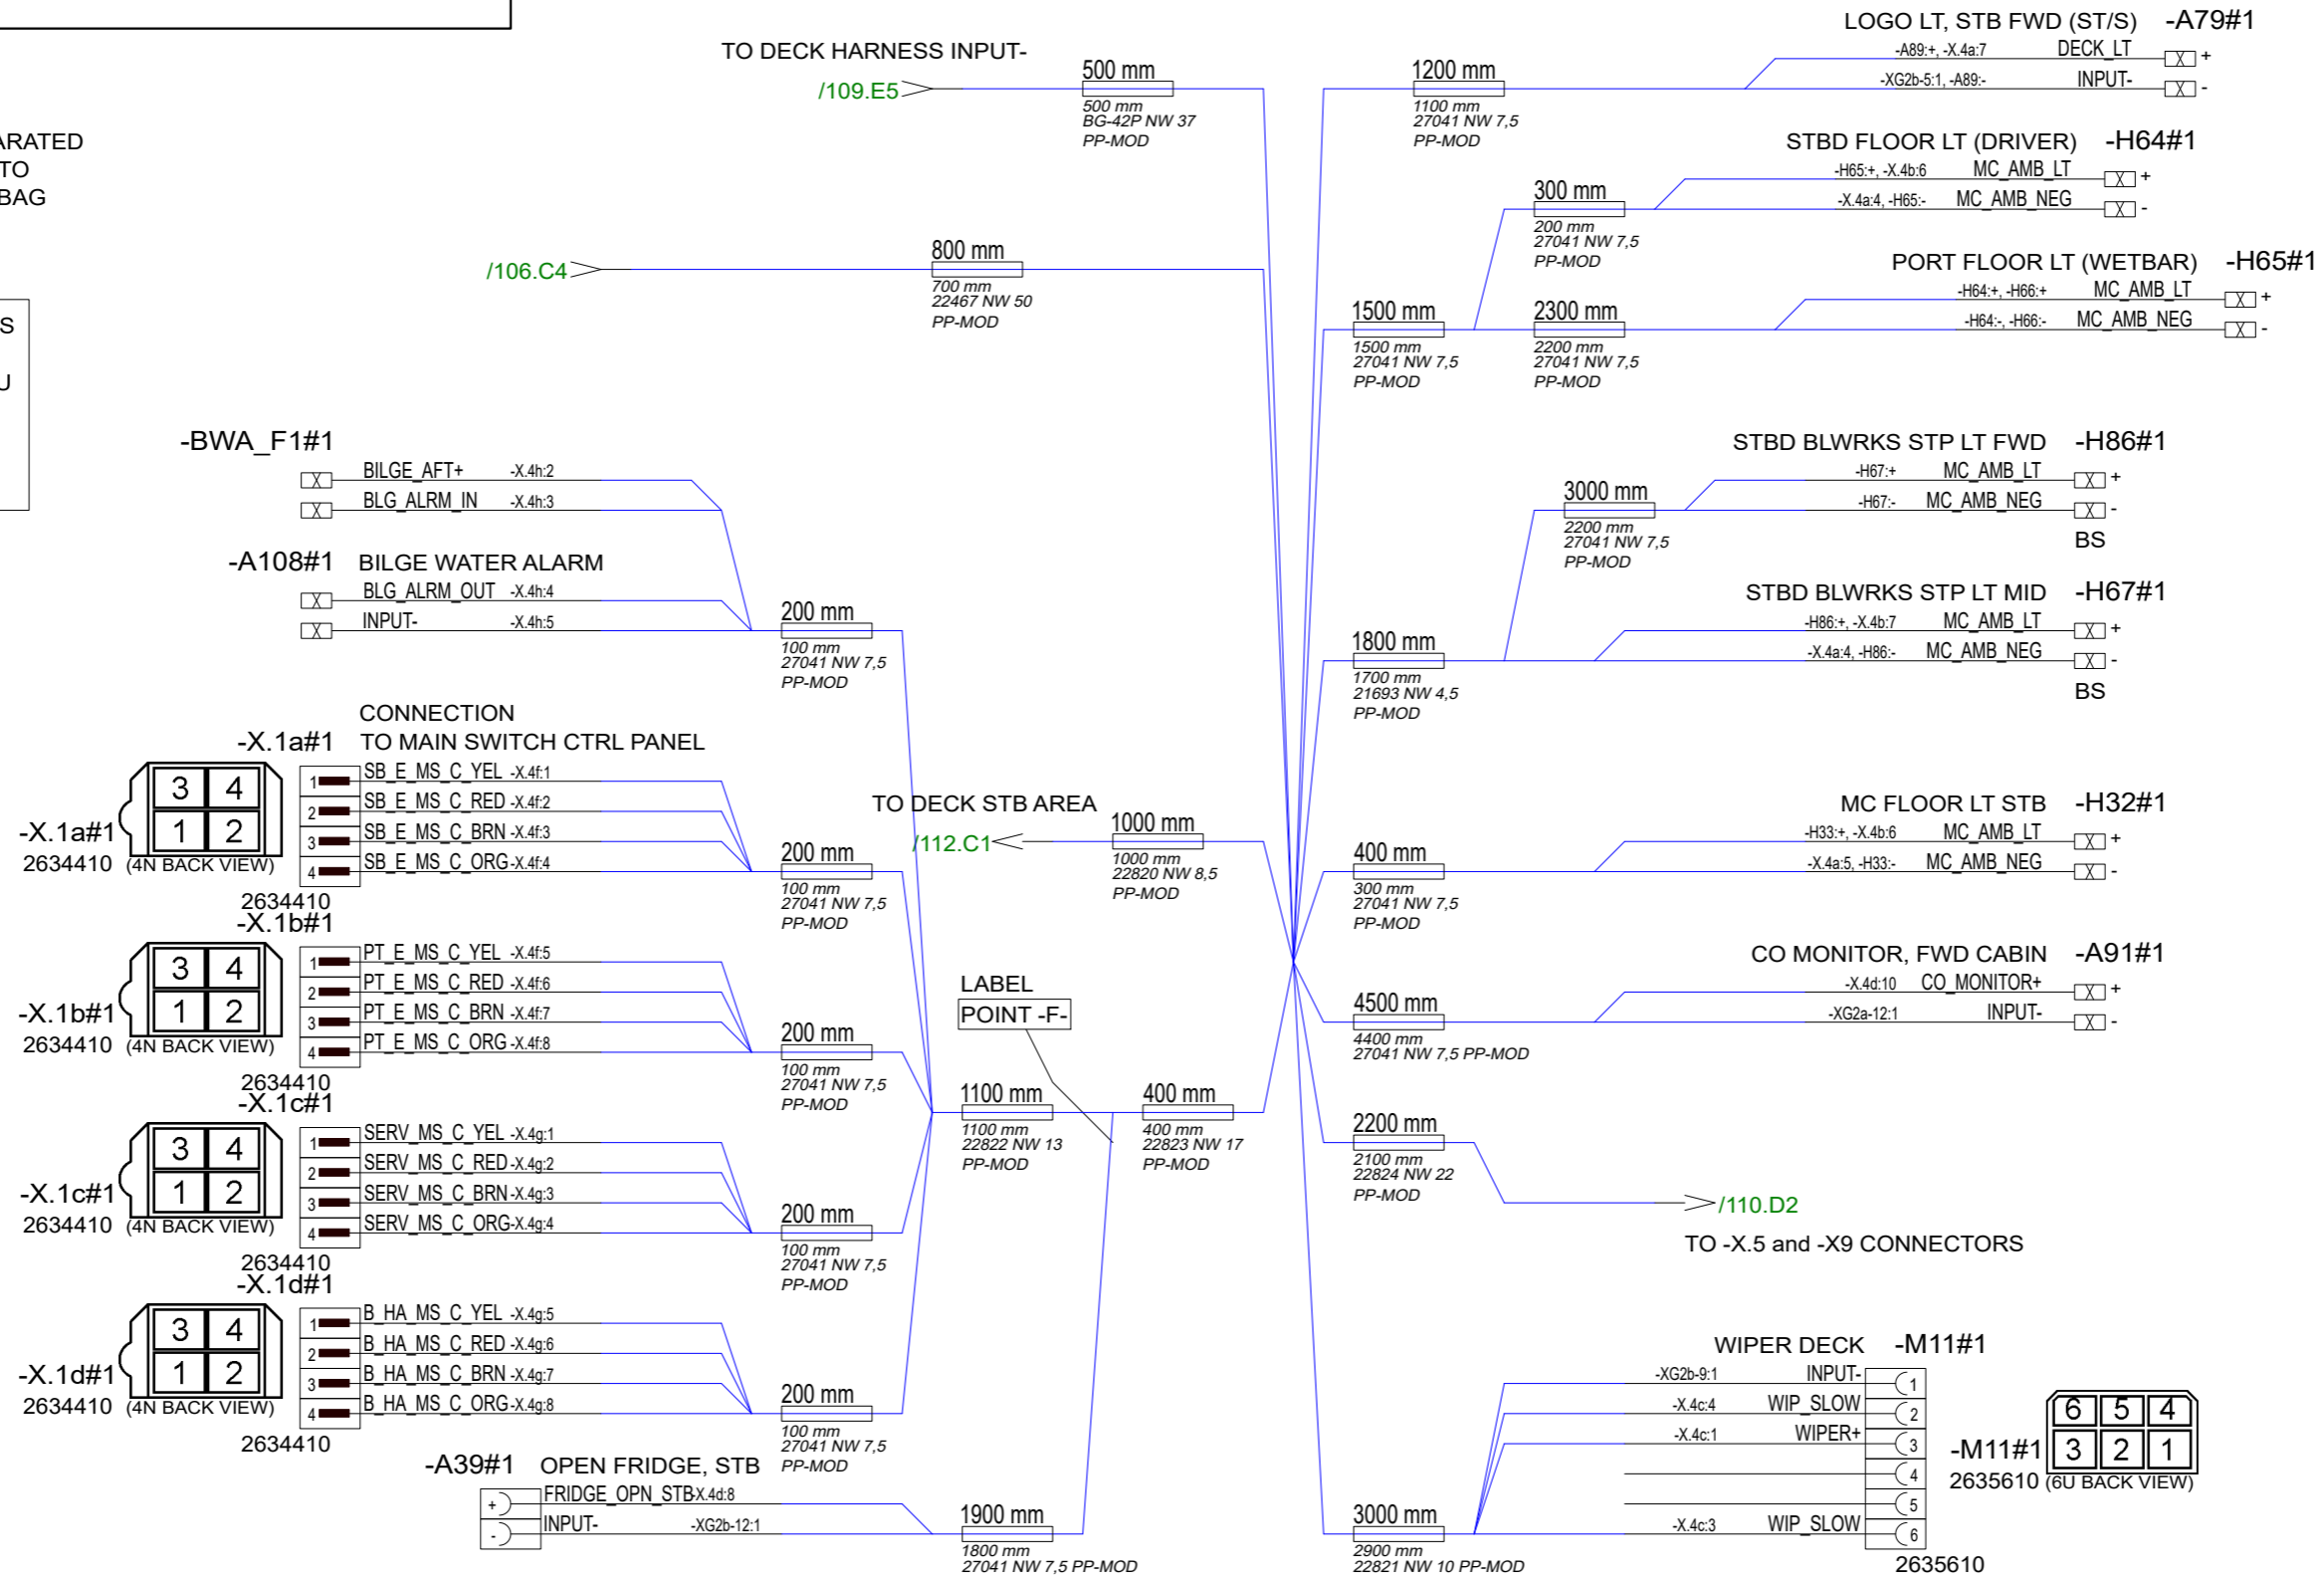 ARATED
TO
BAG
S
U
TO DECK HARNESS INPUT-
/109.E5
500 mm
500 mm
BG-42P NW 37
PP-MOD
/106.C4
800 mm
700 mm
22467 NW 50
PP-MOD
-BWA_F1#1
BILGE_AFT+ -X.4h:2
BLG_ALRM_IN -X.4h:3
-A108#1 BILGE WATER ALARM
BLG_ALRM_OUT -X.4h:4
INPUT- -X.4h:5
200 mm
100 mm
27041 NW 7,5
PP-MOD
CONNECTION
-X.1a#1 TO MAIN SWITCH CTRL PANEL
3 4
1 2
-X.1a#1
2634410 (4N BACK VIEW)
1 SB_E_MS_C_YEL -X.4f:1
2 SB_E_MS_C_RED -X.4f:2
3 SB_E_MS_C_BRN -X.4f:3
4 SB_E_MS_C_ORG -X.4f:4
2634410
200 mm
100 mm
27041 NW 7,5
PP-MOD
-X.1b#1
3 4
1 2
-X.1b#1
2634410 (4N BACK VIEW)
1 PT_E_MS_C_YEL -X.4f:5
2 PT_E_MS_C_RED -X.4f:6
3 PT_E_MS_C_BRN -X.4f:7
4 PT_E_MS_C_ORG -X.4f:8
2634410
200 mm
100 mm
27041 NW 7,5
PP-MOD
-X.1c#1
3 4
1 2
-X.1c#1
2634410 (4N BACK VIEW)
1 SERV_MS_C_YEL -X.4g:1
2 SERV_MS_C_RED -X.4g:2
3 SERV_MS_C_BRN -X.4g:3
4 SERV_MS_C_ORG -X.4g:4
2634410
200 mm
100 mm
27041 NW 7,5
PP-MOD
-X.1d#1
3 4
1 2
-X.1d#1
2634410 (4N BACK VIEW)
1 B_HA_MS_C_YEL -X.4g:5
2 B_HA_MS_C_RED -X.4g:6
3 B_HA_MS_C_BRN -X.4g:7
4 B_HA_MS_C_ORG -X.4g:8
2634410
200 mm
100 mm
27041 NW 7,5
PP-MOD
-A39#1 OPEN FRIDGE, STB
+ FRIDGE_OPN_STB -X.4d:8
- INPUT- -XG2b-12:1
1900 mm
1800 mm
27041 NW 7,5 PP-MOD
TO DECK STB AREA
/112.C1
1000 mm
1000 mm
22820 NW 8,5
PP-MOD
LABEL
POINT -F-
1100 mm
1100 mm
22822 NW 13
PP-MOD
400 mm
400 mm
22823 NW 17
PP-MOD
LOGO LT, STB FWD (ST/S) -A79#1
-A89:+, -X.4a:7 DECK_LT X +
-XG2b-5:1, -A89:- INPUT- X -
1200 mm
1100 mm
27041 NW 7,5
PP-MOD
STBD FLOOR LT (DRIVER) -H64#1
-H65:+, -X.4b:6 MC_AMB_LT X +
-X.4a:4, -H65:- MC_AMB_NEG X -
300 mm
200 mm
27041 NW 7,5
PP-MOD
PORT FLOOR LT (WETBAR) -H65#1
-H64:+, -H66:+ MC_AMB_LT X +
-H64:-, -H66:- MC_AMB_NEG X -
1500 mm
1500 mm
27041 NW 7,5
PP-MOD
2300 mm
2200 mm
27041 NW 7,5
PP-MOD
STBD BLWRKS STP LT FWD -H86#1
-H67:+ MC_AMB_LT X +
-H67:- MC_AMB_NEG X -
BS
3000 mm
2200 mm
27041 NW 7,5
PP-MOD
STBD BLWRKS STP LT MID -H67#1
-H86:+, -X.4b:7 MC_AMB_LT X +
-X.4a:4, -H86:- MC_AMB_NEG X -
BS
1800 mm
1700 mm
21693 NW 4,5
PP-MOD
MC FLOOR LT STB -H32#1
-H33:+, -X.4b:6 MC_AMB_LT X +
-X.4a:5, -H33:- MC_AMB_NEG X -
400 mm
300 mm
27041 NW 7,5
PP-MOD
CO MONITOR, FWD CABIN -A91#1
-X.4d:10 CO_MONITOR+ X +
-XG2a-12:1 INPUT- X -
4500 mm
4400 mm
27041 NW 7,5 PP-MOD
2200 mm
2100 mm
22824 NW 22
PP-MOD
/110.D2
TO -X.5 and -X9 CONNECTORS
WIPER DECK -M11#1
-XG2b-9:1 INPUT- 1
-X.4c:4 WIP_SLOW 2
-X.4c:1 WIPER+ 3
4
5
-X.4c:3 WIP_SLOW 6
2635610
3000 mm
2900 mm
22821 NW 10 PP-MOD
6 5 4
3 2 1
-M11#1
2635610 (6U BACK VIEW)